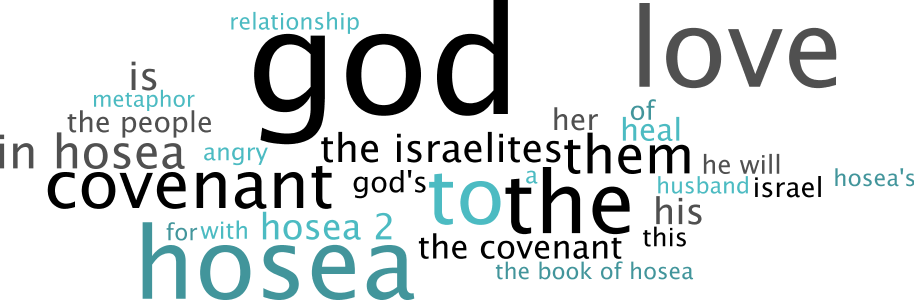 relationship
god
love
is
metaphor
the people
her
of
heal
in hosea
angry
the israelites
them
he will
covenant
god's
to
a
the
husband
israel
hosea's
his
for
with
hosea 2
this
hosea
the covenant
the book of hosea